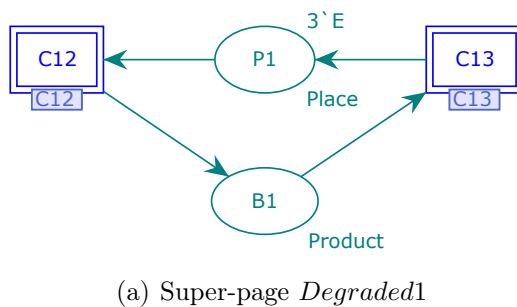 3`E
C12
P1
C13
C12
Place
C13
B1
Product
(a) Super-page Degraded1